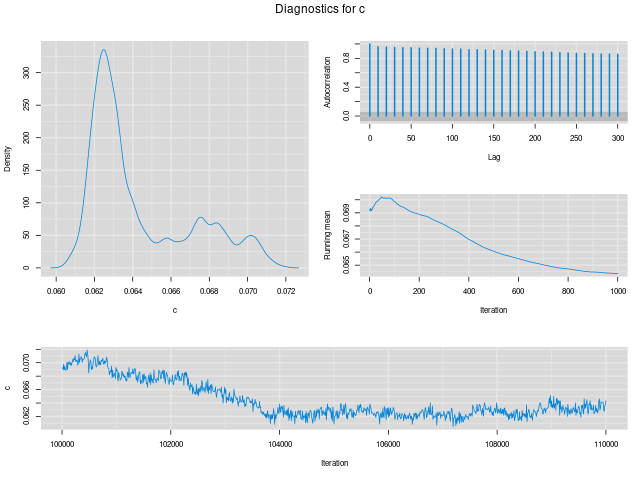 Diagnostics for c
Density
0 50 100 150 200 250 300
0.060 0.062 0.064 0.066 0.068 0.070 0.072
c
Autocorrelation
0.0 0.4 0.8
0 50 100 150 200 250 300
Lag
Running mean
0.065 0.067 0.069
0 200 400 600 800 1000
Iteration
c
0.062 0.066 0.070
100000 102000 104000 106000 108000 110000
Iteration